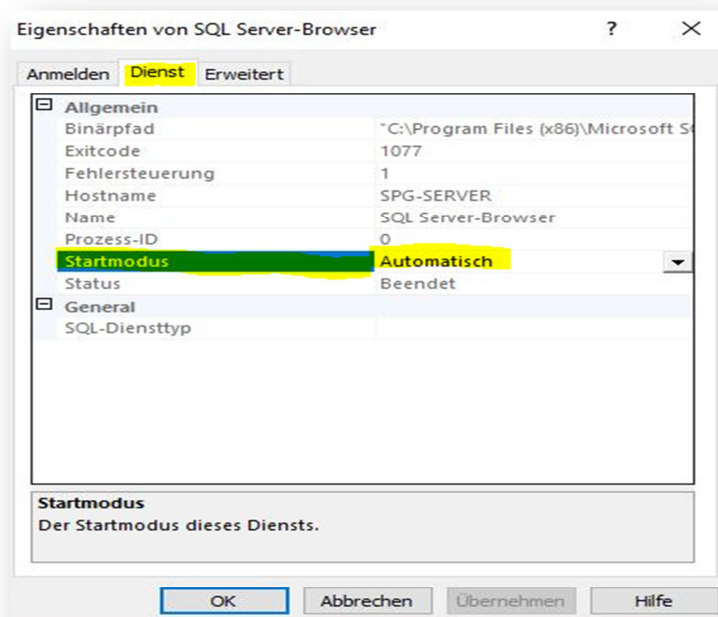 Eigenschaften von SQL Server-Browser ? ×
Anmelden Dienst Erweitert
Allgemein
Binärpfad "C:\Program Files (x86)\Microsoft
Exitcode 1077
Fehlersteuerung 1
Hostname SPG-SERVER
Name SQL Server-Browser
Prozess-ID 0
Startmodus Automatisch
Status Beendet
General
SQL-Diensttyp
Startmodus
Der Startmodus dieses Diensts.
OK Abbrechen Übernehmen Hilfe